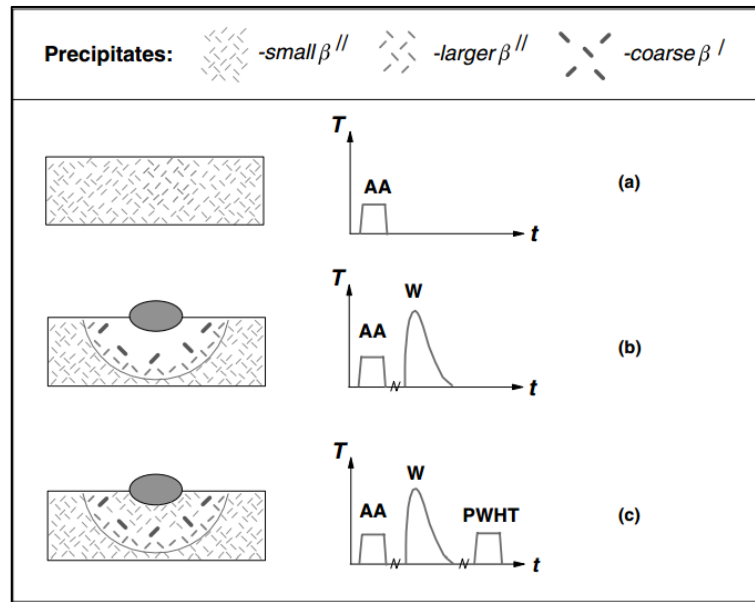 Precipitates: -small β // -larger β // -coarse β /
T
AA
t
(a)
T
W
AA
t
(b)
T
W
AA
PWHT
t
(c)